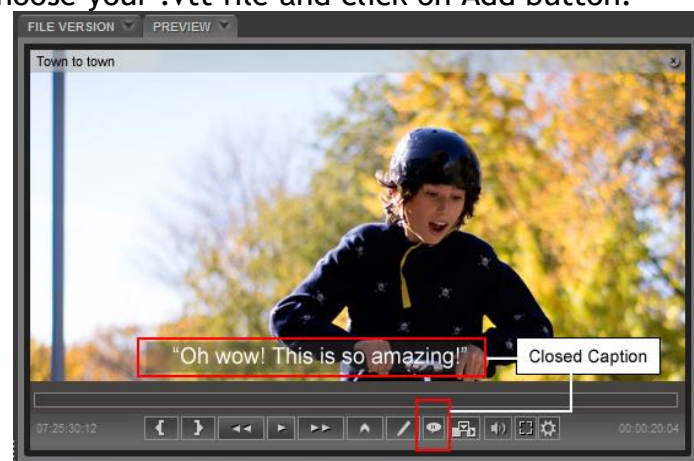 hoose your .vtt file and click on Add button.
FILE VERSION PREVIEW
Town to town
“Oh wow! This is so amazing!”
Closed Caption
07:25:30:12 00:00:20:04